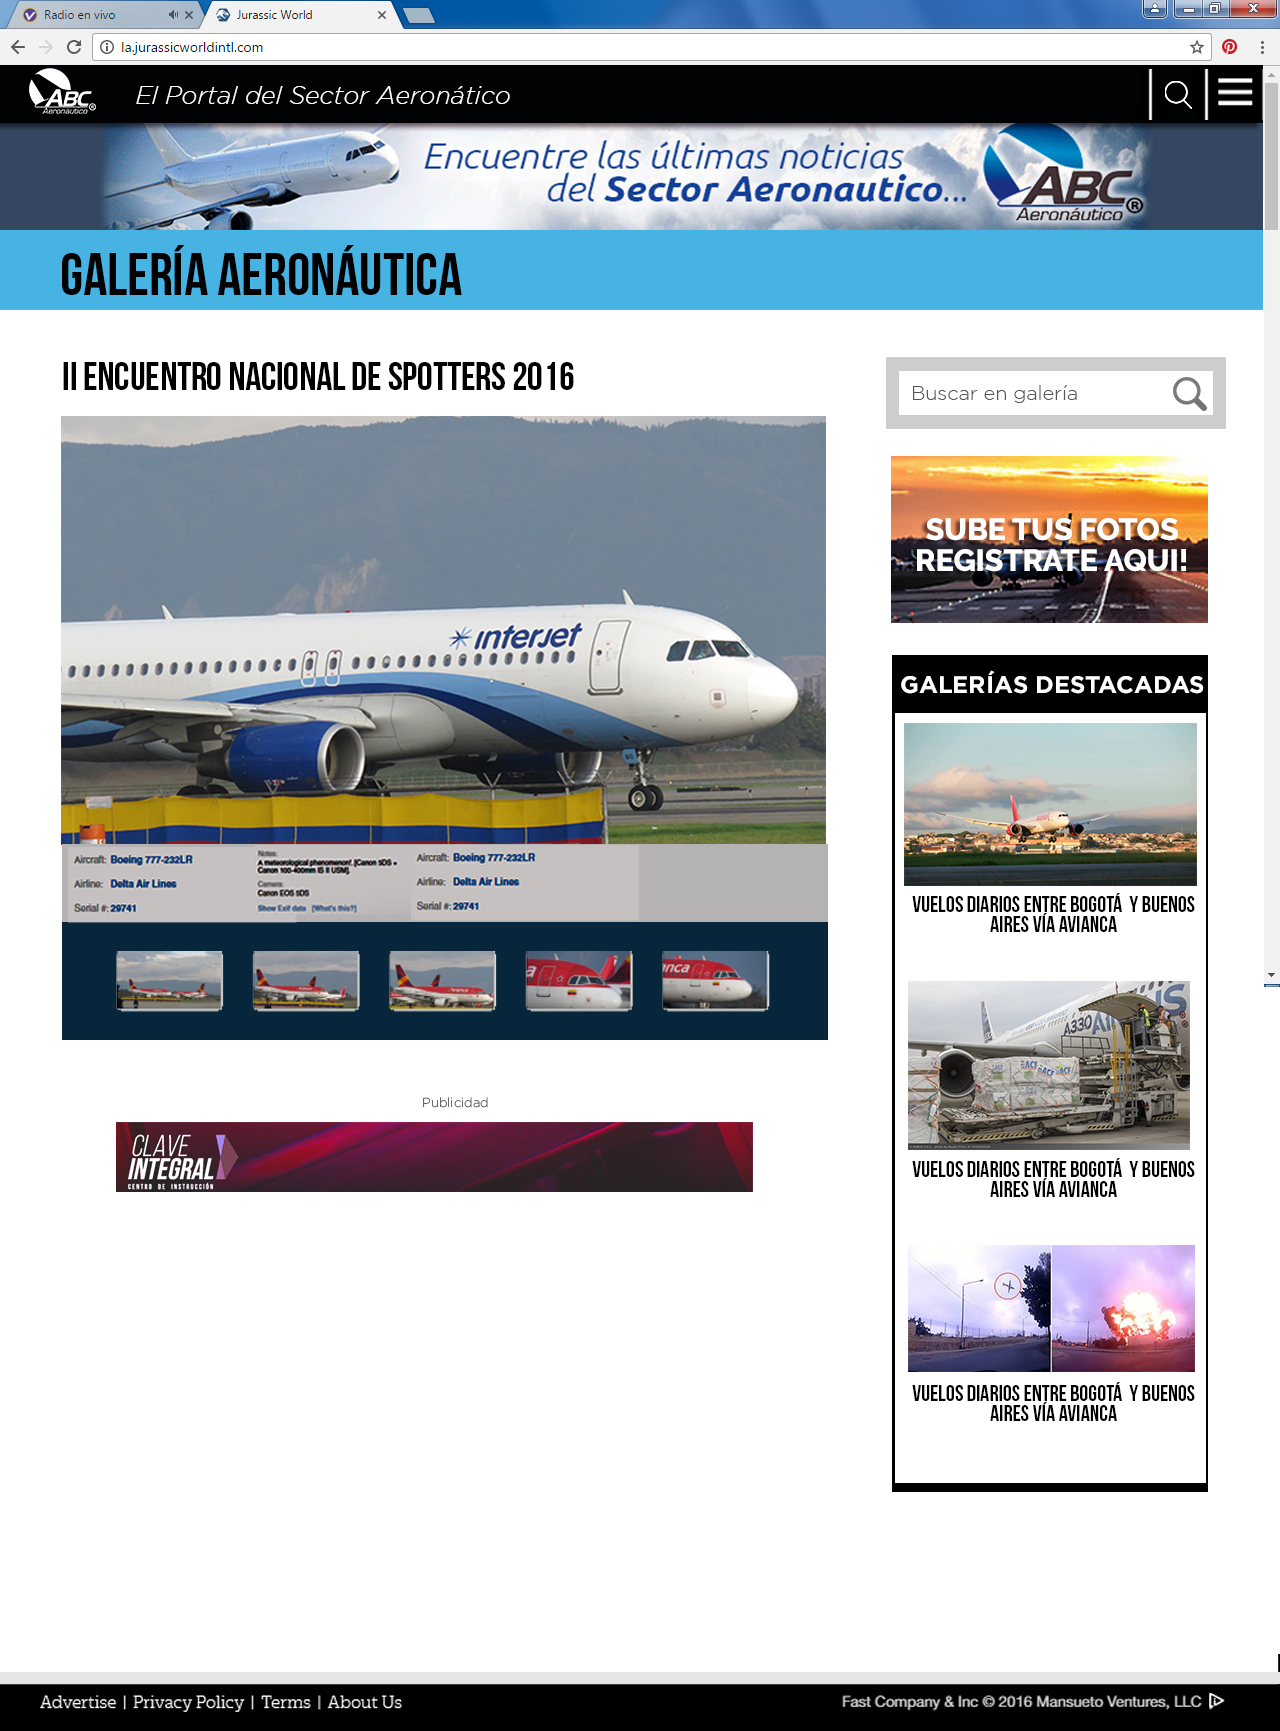 Radio en vivo
Jurassic World
la.jurassicworldintl.com
ABC
Aeronautico
®
El Portal del Sector Aeronático
Encuentre las últimas noticias
del Sector Aeronautico...
ABC
Aeronáutico
®
GALERÍA AERONÁUTICA
II ENCUENTRO NACIONAL DE SPOTTERS 2016
Buscar en galería
interjet
SUBE TUS FOTOS
REGISTRATE AQUI!
GALERÍAS DESTACADAS
Aircraft: Boeing 777-232LR
Airline: Delta Air Lines
Serial #: 29741
Notes:
A meteorological phenomenon!. [Canon 5DS +
Canon 100-400mm IS II USM].
Camera:
Canon EOS 5DS
Show Exif data [What's this?]
Aircraft: Boeing 777-232LR
Airline: Delta Air Lines
Serial #: 29741
VUELOS DIARIOS ENTRE BOGOTÁ Y BUENOS
AIRES VÍA AVIANCA
A330
VUELOS DIARIOS ENTRE BOGOTÁ Y BUENOS
AIRES VÍA AVIANCA
VUELOS DIARIOS ENTRE BOGOTÁ Y BUENOS
AIRES VÍA AVIANCA
Publicidad
CLAVE
INTEGRAL
CENTRO DE INSTRUCCIÓN
Advertise | Privacy Policy | Terms | About Us
Fast Company & Inc © 2016 Mansueto Ventures, LLC